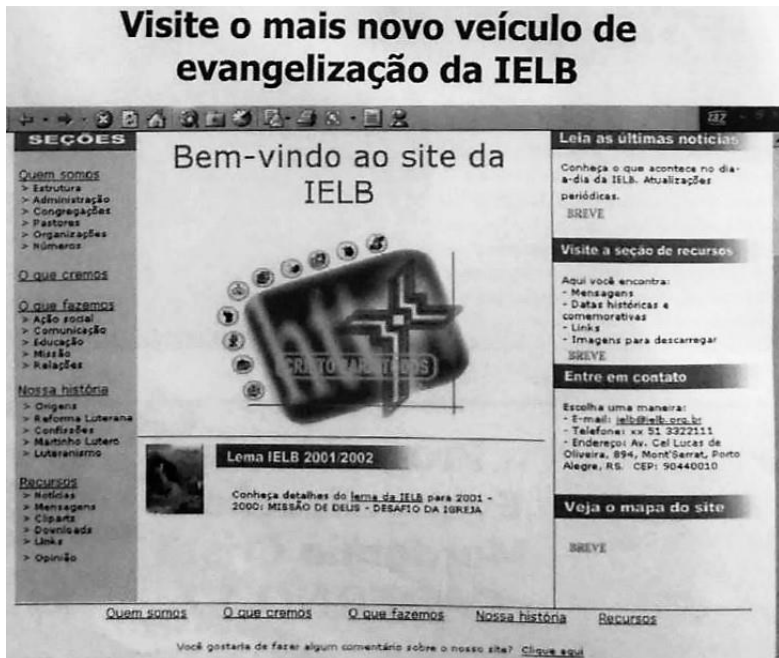 Visite o mais novo veículo de
evangelização da IELB
SEÇÕES
Quem somos
> Estrutura
> Administração
> Congregações
> Pastores
> Organizações
> Números
O que cremos
O que fazemos
> Ação social
> Comunicação
> Educação
> Missão
> Relações
Nossa história
> Origens
> Reforma Luterana
> Confissões
> Martinho Lutero
> Luteranismo
Recursos
> Notícias
> Mensagens
> Cliparts
> Downloads
> Links
> Opinião
Bem-vindo ao site da
IELB
CRISTO PARA TODOS
Lema IELB 2001/2002
Conheça detalhes do lema da IELB para 2001 -
2000: MISSÃO DE DEUS - DESAFIO DA IGREJA
Leia as últimas notícias
Conheça o que acontece no dia-
a-dia da IELB. Atualizações
periódicas.
BREVE
Visite a seção de recursos
Aqui você encontra:
- Mensagens
- Datas históricas e
comemorativas
- Links
- Imagens para descarregar
BREVE
Entre em contato
Escolha uma maneira:
- E-mail: ielb@ielb.org.br
- Telefone: xx 51 3322111
- Endereço: Av. Cel Lucas de
Oliveira, 894, Mont'Serrat, Porto
Alegre, RS. CEP: 90440010
Veja o mapa do site
BREVE
Quem somos O que cremos O que fazemos Nossa história Recursos
Você gostaria de fazer algum comentário sobre o nosso site? Clique aqui